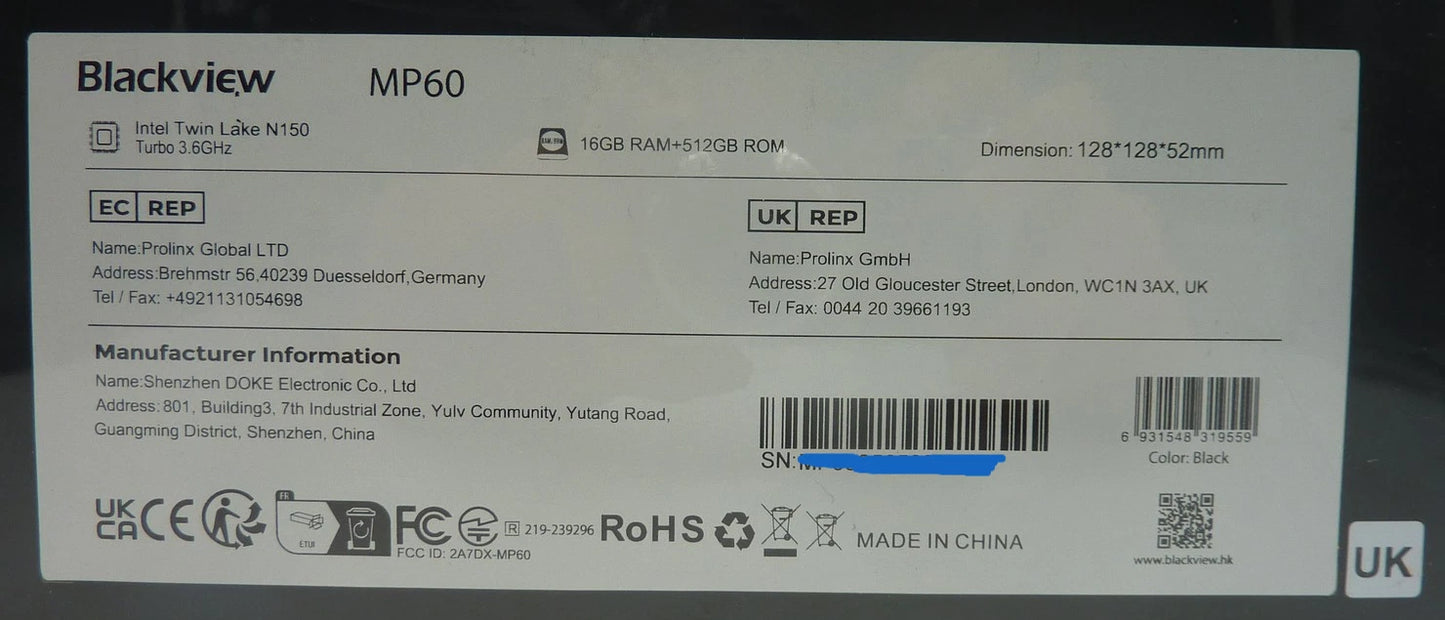 Blackview MP60
Intel Twin Lake N150
Turbo 3.6GHz
16GB RAM+512GB ROM
Dimension: 128*128*52mm
EC REP
Name:Prolinx Global LTD
Address:Brehmstr 56,40239 Duesseldorf,Germany
Tel / Fax: +4921131054698
UK REP
Name:Prolinx GmbH
Address:27 Old Gloucester Street,London, WC1N 3AX, UK
Tel / Fax: 0044 20 39661193
Manufacturer Information
Name:Shenzhen DOKE Electronic Co., Ltd
Address:801, Building3, 7th Industrial Zone, Yulv Community, Yutang Road,
Guangming District, Shenzhen, China
SN:
6 931548 319559
Color: Black
UK
CA CE
FR
ETUI
FC
FCC ID: 2A7DX-MP60
R 219-239296
RoHS
MADE IN CHINA
www.blackview.hk
UK